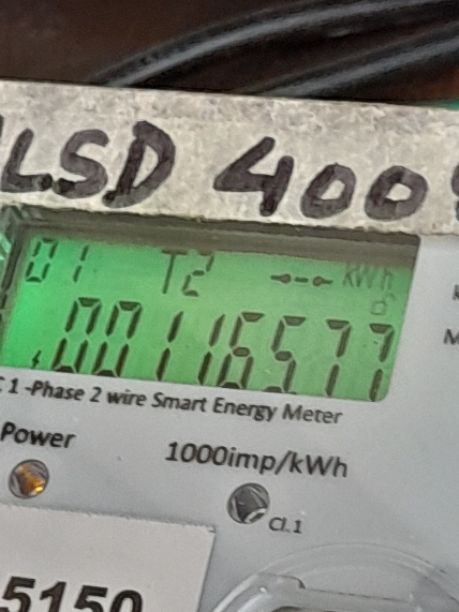 LSD 400
01 T2 kWh
00116577
1-Phase 2 wire Smart Energy Meter
Power 1000imp/kWh
Cl.1
5150